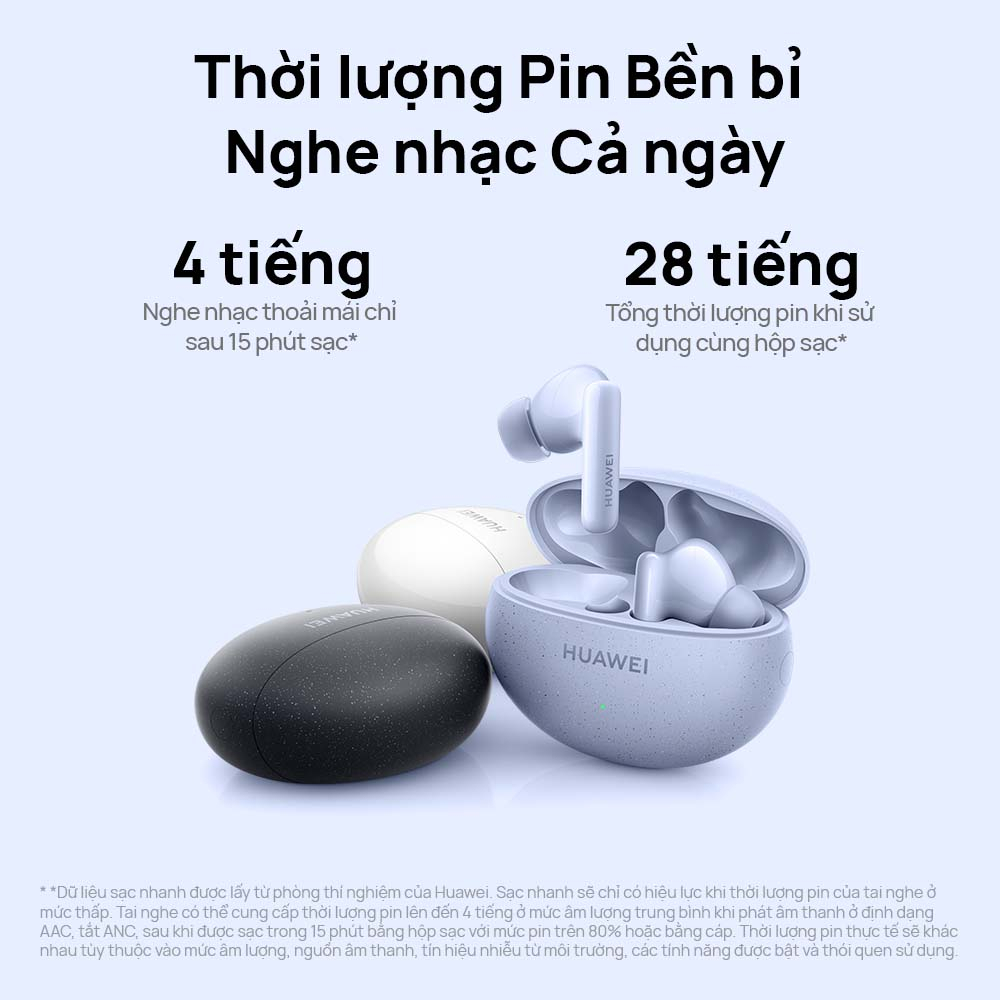 Thời lượng Pin Bền bỉ
Nghe nhạc Cả ngày
4 tiếng
Nghe nhạc thoải mái chỉ
sau 15 phút sạc*
28 tiếng
Tổng thời lượng pin khi sử
dụng cùng hộp sạc*
HUAWEI
HUAWEI
HUAWEI
HUAWEI
* *Dữ liệu sạc nhanh được lấy từ phòng thí nghiệm của Huawei. Sạc nhanh sẽ chỉ có hiệu lực khi thời lượng pin của tai nghe ở
mức thấp. Tai nghe có thể cung cấp thời lượng pin lên đến 4 tiếng ở mức âm lượng trung bình khi phát âm thanh ở định dạng
AAC, tắt ANC, sau khi được sạc trong 15 phút bằng hộp sạc với mức pin trên 80% hoặc bằng cáp. Thời lượng pin thực tế sẽ khác
nhau tùy thuộc vào mức âm lượng, nguồn âm thanh, tín hiệu nhiễu từ môi trường, các tính năng được bật và thói quen sử dụng.